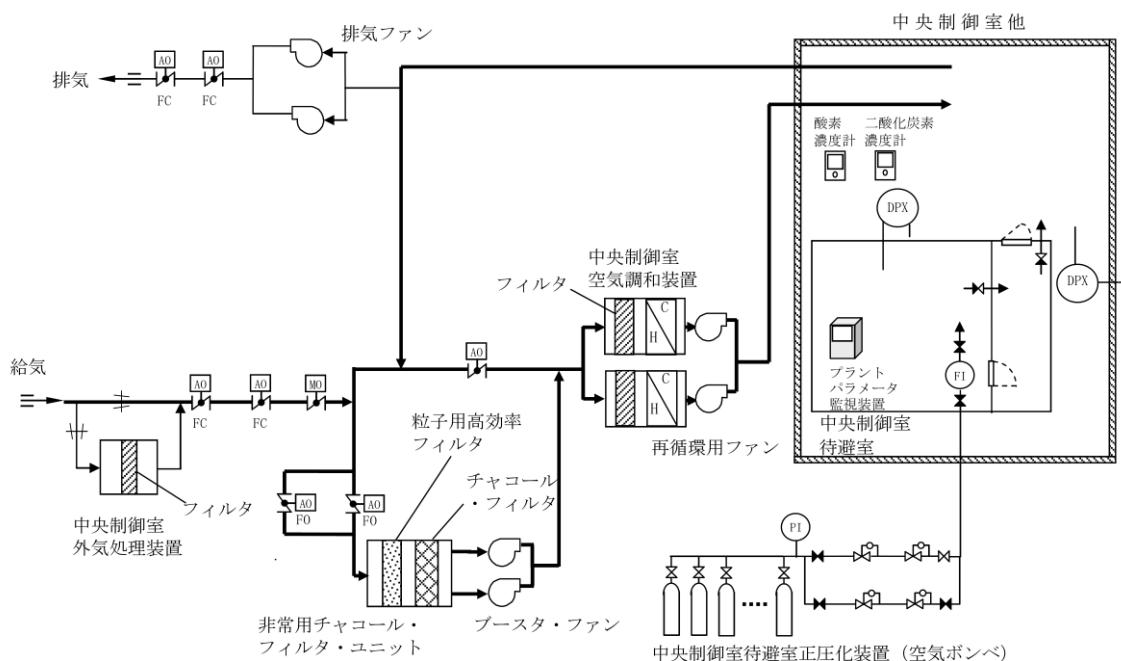 中央制御室他
排気ファン
AO
AO
排気
FC
FC
酸素
濃度計
二酸化炭素
濃度計
DPX
DPX
中央制御室
空気調和装置
フィルタ
C
H
C
H
再循環用ファン
AO
給気
AO
AO
MO
FC
FC
フィルタ
中央制御室
外気処理装置
粒子用高効率
フィルタ
チャコール
・フィルタ
AO
FO
AO
FO
非常用チャコール・
フィルタ・ユニット
ブースタ・ファン
プラント
パラメータ
監視装置
FI
中央制御室
待避室
PI
中央制御室待避室正圧化装置（空気ボンベ）